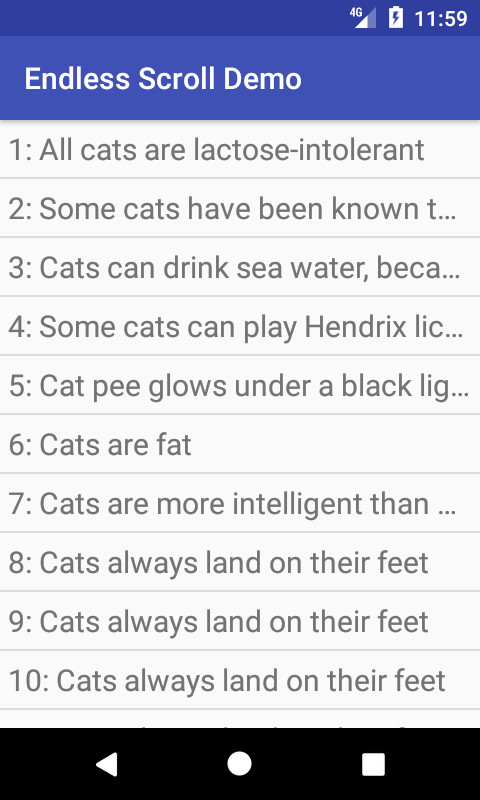 4G 11:59
Endless Scroll Demo
1: All cats are lactose-intolerant
2: Some cats have been known t…
3: Cats can drink sea water, beca…
4: Some cats can play Hendrix lic…
5: Cat pee glows under a black lig…
6: Cats are fat
7: Cats are more intelligent than …
8: Cats always land on their feet
9: Cats always land on their feet
10: Cats always land on their feet